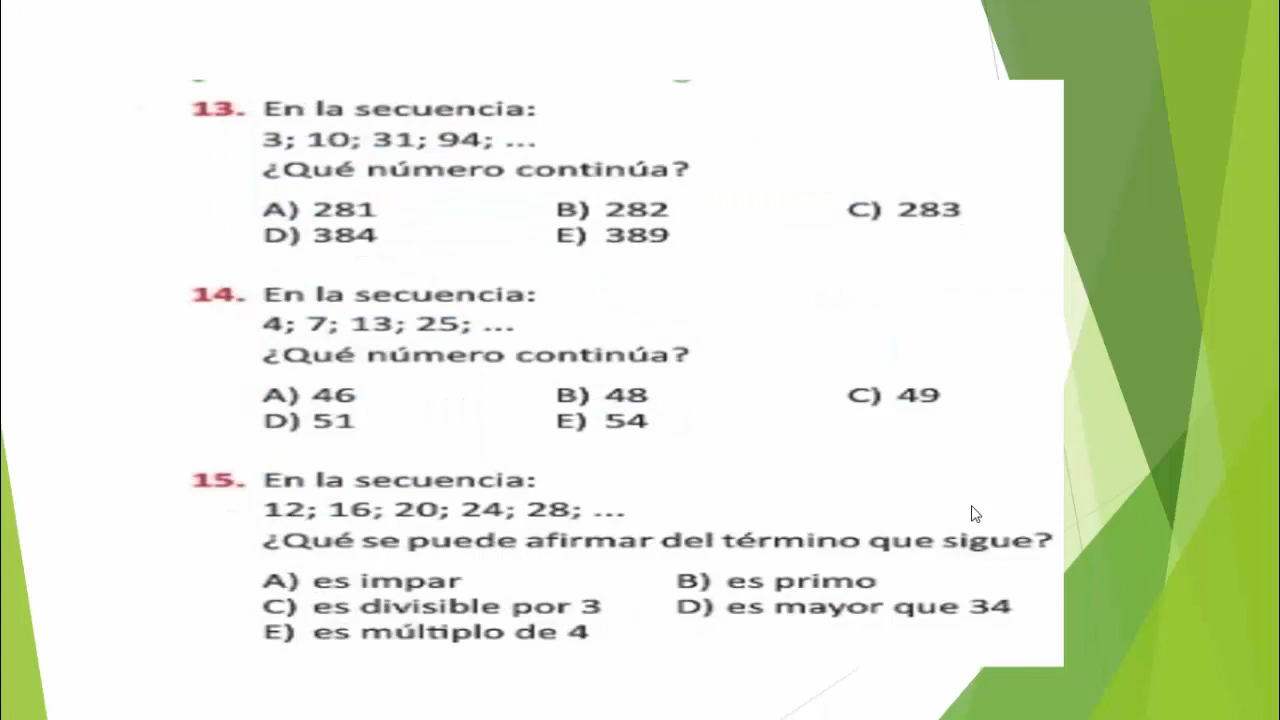 13. En la secuencia:
3; 10; 31; 94; ...
¿Qué número continúa?
A) 281 B) 282 C) 283
D) 384 E) 389
14. En la secuencia:
4; 7; 13; 25; ...
¿Qué número continúa?
A) 46 B) 48 C) 49
D) 51 E) 54
15. En la secuencia:
12; 16; 20; 24; 28; ...
¿Qué se puede afirmar del término que sigue?
A) es impar B) es primo
C) es divisible por 3 D) es mayor que 34
E) es múltiplo de 4